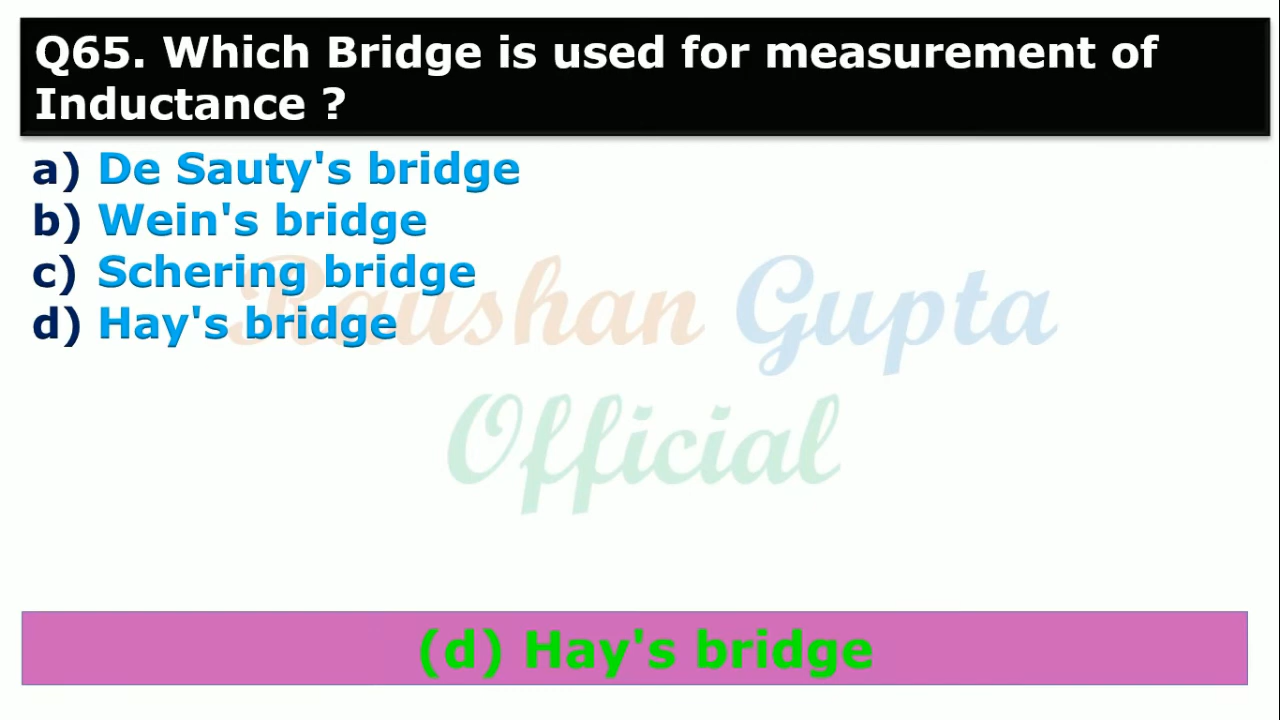 Q65. Which Bridge is used for measurement of
Inductance ?
a) De Sauty's bridge
b) Wein's bridge
c) Schering bridge
d) Hay's bridge
Raushan Gupta
Official
(d) Hay's bridge